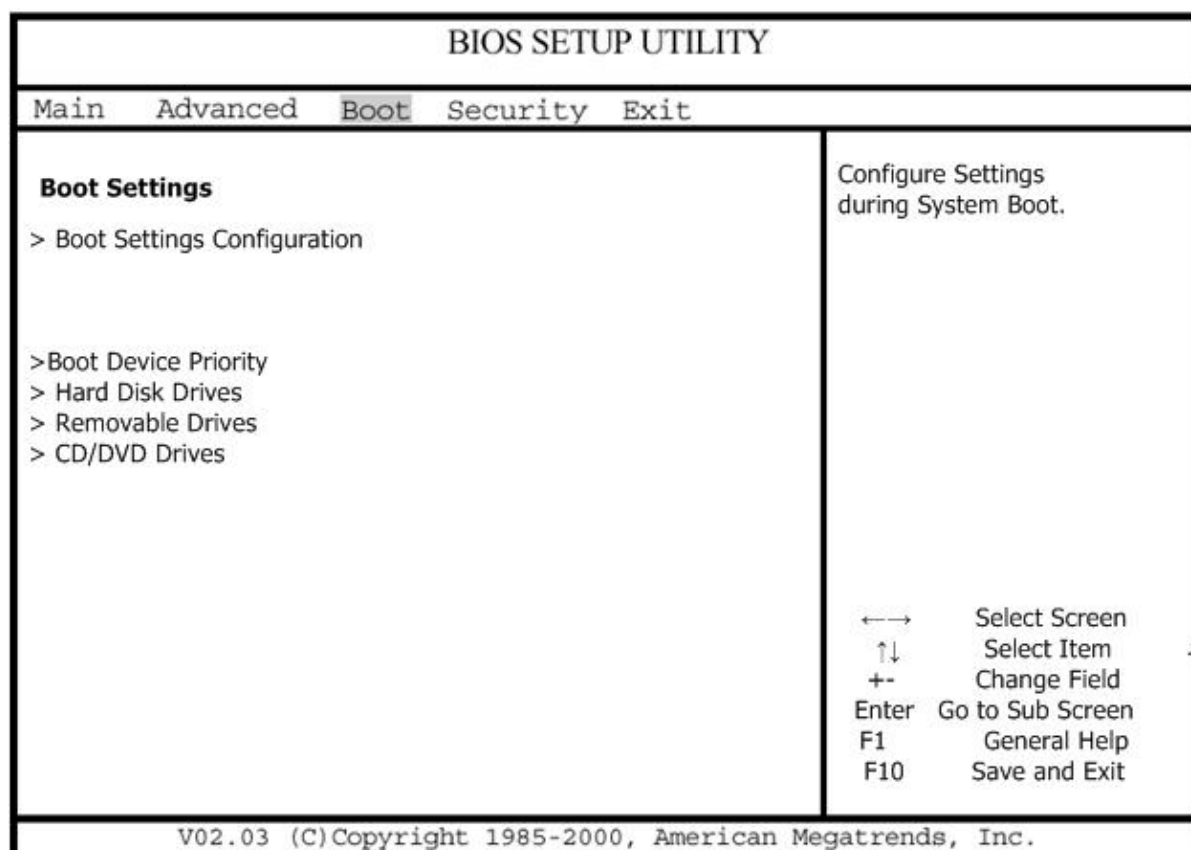 BIOS SETUP UTILITY
Main Advanced Boot Security Exit
Boot Settings
> Boot Settings Configuration
>Boot Device Priority
> Hard Disk Drives
> Removable Drives
> CD/DVD Drives
Configure Settings
during System Boot.
←→ Select Screen
↑↓ Select Item
+- Change Field
Enter Go to Sub Screen
F1 General Help
F10 Save and Exit
V02.03 (C)Copyright 1985-2000, American Megatrends, Inc.